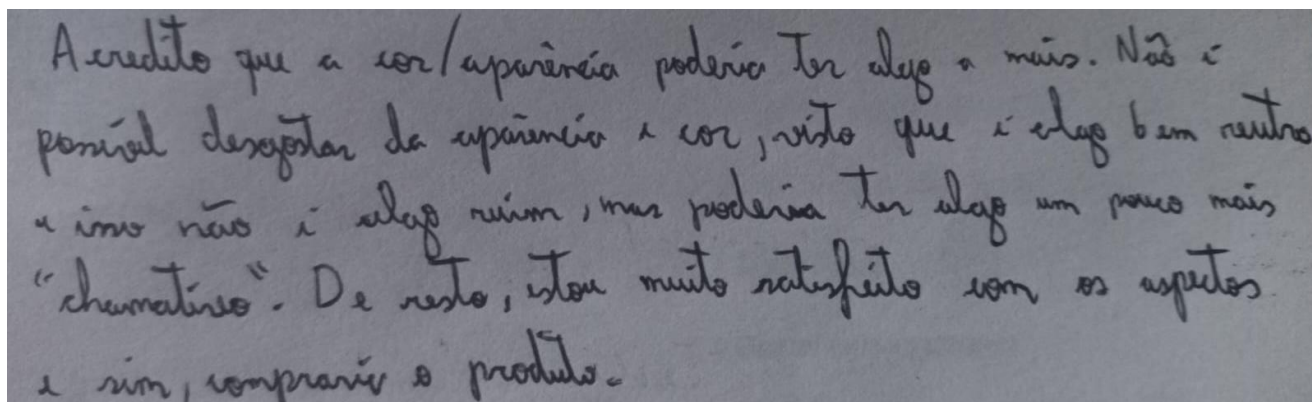 Acredito que a cor/aparência poderia ter algo a mais. Não é
possível desgostar da aparência e cor, visto que é algo bem neutro
e isso não é algo ruim, mas poderia ter algo um pouco mais
"chamativo". De resto, estou muito satisfeito com os aspectos
e sim, compraria o produto.